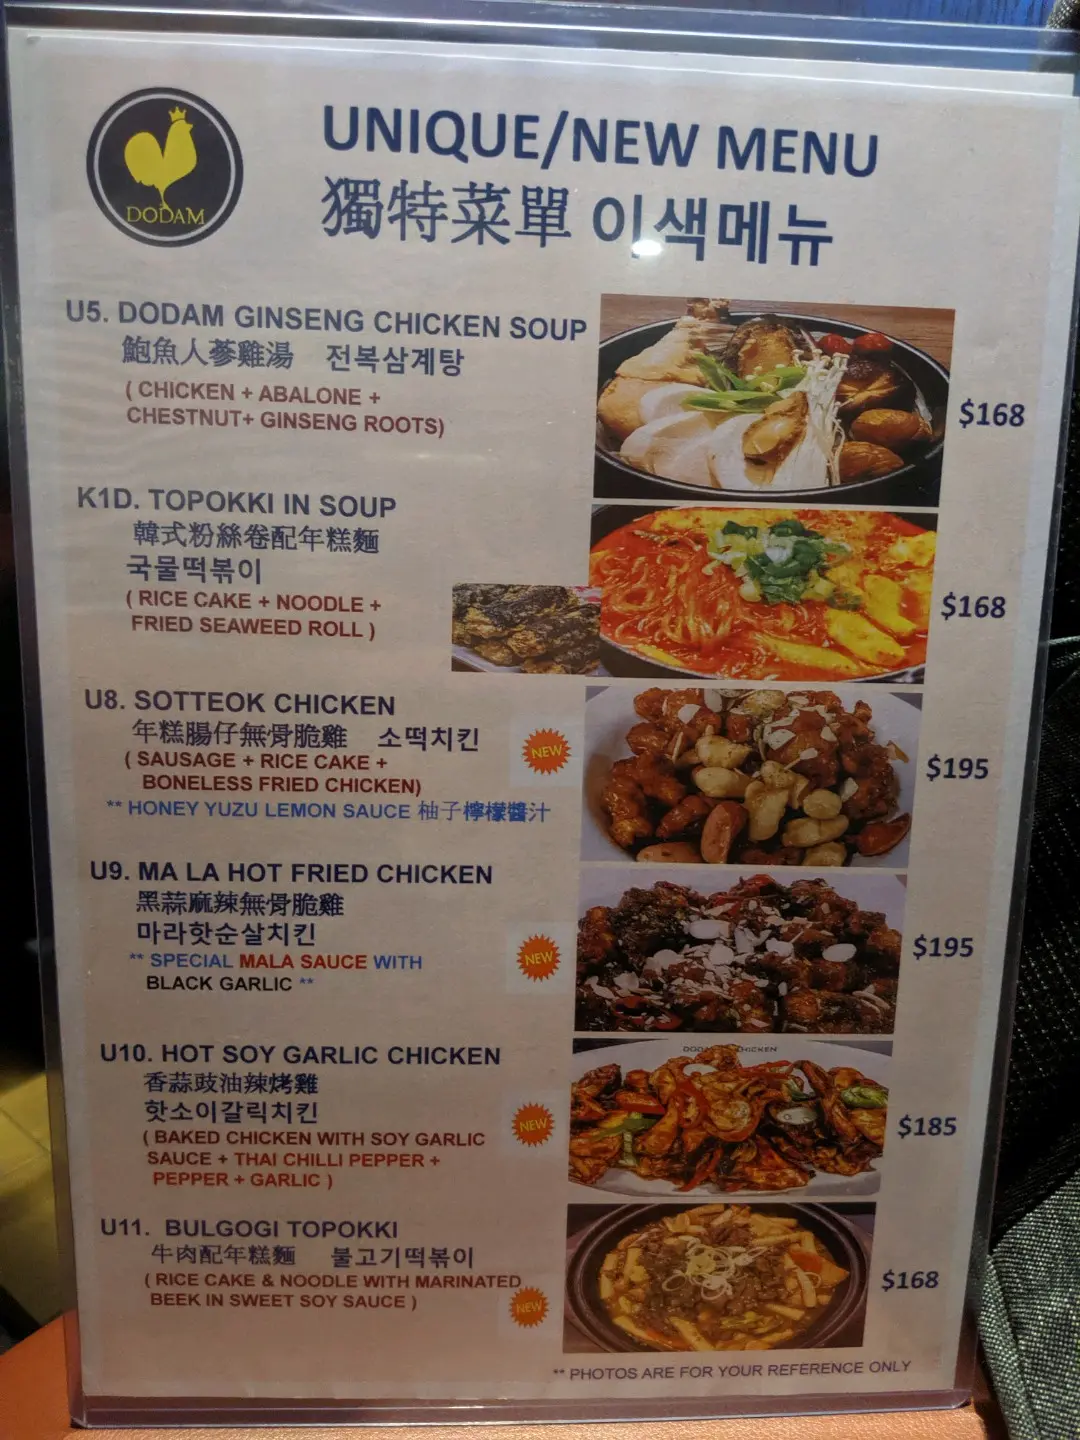 DODAM
UNIQUE/NEW MENU
獨特菜單 이색메뉴
U5. DODAM GINSENG CHICKEN SOUP
鮑魚人蔘雞湯 전복삼계탕
( CHICKEN + ABALONE +
CHESTNUT+ GINSENG ROOTS)
$168
K1D. TOPOKKI IN SOUP
韓式粉絲卷配年糕麵
국물떡볶이
( RICE CAKE + NOODLE +
FRIED SEAWEED ROLL )
$168
U8. SOTTEOK CHICKEN
年糕腸仔無骨脆雞 소떡치킨
( SAUSAGE + RICE CAKE +
BONELESS FRIED CHICKEN)
** HONEY YUZU LEMON SAUCE 柚子檸檬醬汁
NEW
$195
U9. MA LA HOT FRIED CHICKEN
黑蒜麻辣無骨脆雞
마라핫순살치킨
** SPECIAL MALA SAUCE WITH
BLACK GARLIC **
NEW
$195
U10. HOT SOY GARLIC CHICKEN
香蒜豉油辣烤雞
핫소이갈릭치킨
( BAKED CHICKEN WITH SOY GARLIC
SAUCE + THAI CHILLI PEPPER +
PEPPER + GARLIC )
NEW
$185
U11. BULGOGI TOPOKKI
牛肉配年糕麵 불고기떡볶이
( RICE CAKE & NOODLE WITH MARINATED
BEEK IN SWEET SOY SAUCE )
NEW
$168
** PHOTOS ARE FOR YOUR REFERENCE ONLY